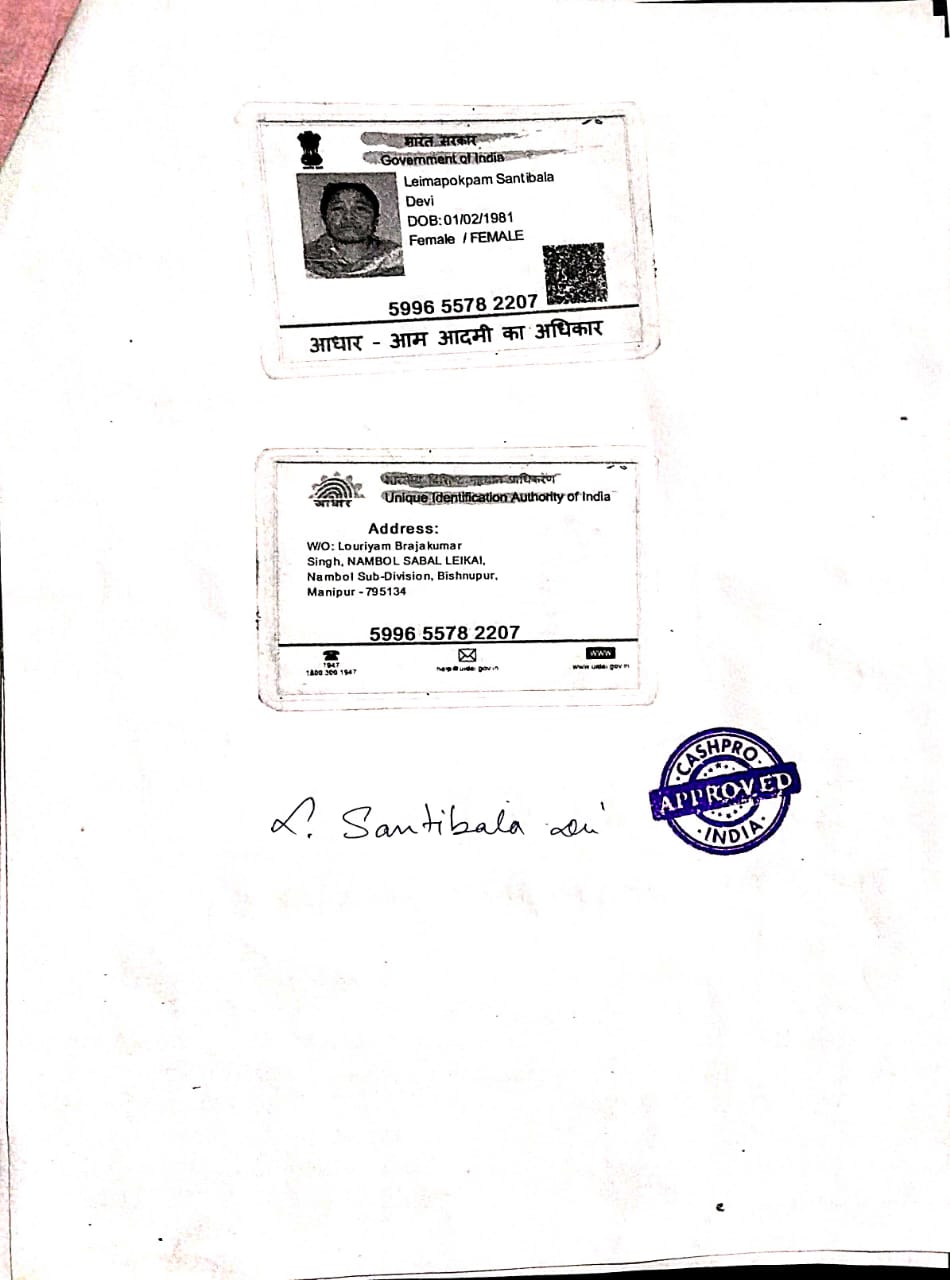 भारत सरकार
Government of India
Leimapokpam Santibala
Devi
DOB:01/02/1981
Female / FEMALE
5996 5578 2207
आधार - आम आदमी का अधिकार
प्राधिकरण
Unique Identification Authority of India
आधार
Address:
W/O: Louriyam Brajakumar
Singh, NAMBOL SABAL LEIKAI,
Nambol Sub-Division, Bishnupur,
Manipur - 795134
5996 5578 2207
1947
1800 300 1947
help@uidai.gov.in
WWW
www.uidai.gov.in
CASHPRO
APPROVED
INDIA
L. Santibala